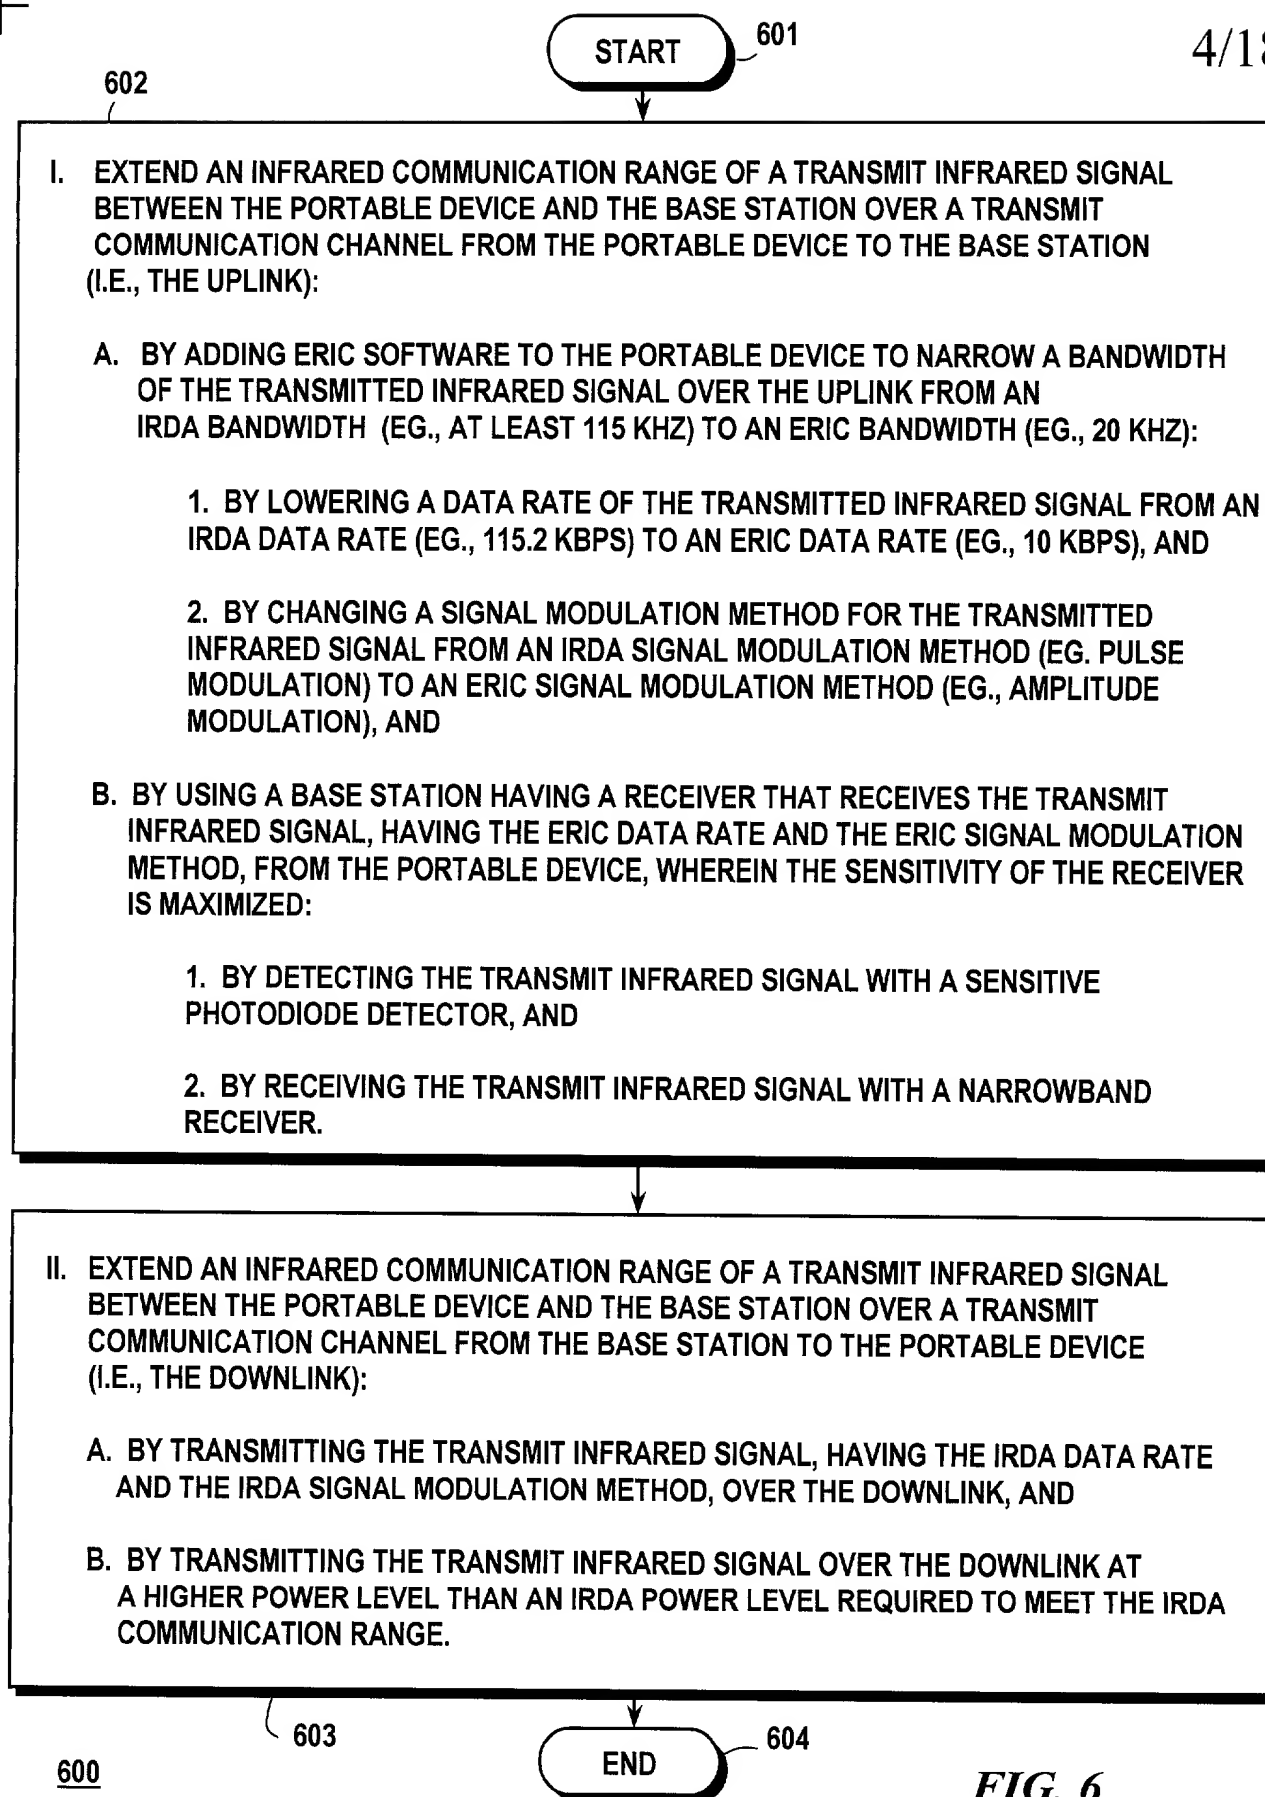 START
601
4/18
602
I. EXTEND AN INFRARED COMMUNICATION RANGE OF A TRANSMIT INFRARED SIGNAL
BETWEEN THE PORTABLE DEVICE AND THE BASE STATION OVER A TRANSMIT
COMMUNICATION CHANNEL FROM THE PORTABLE DEVICE TO THE BASE STATION
(I.E., THE UPLINK):
A. BY ADDING ERIC SOFTWARE TO THE PORTABLE DEVICE TO NARROW A BANDWIDTH
OF THE TRANSMITTED INFRARED SIGNAL OVER THE UPLINK FROM AN
IRDA BANDWIDTH (EG., AT LEAST 115 KHZ) TO AN ERIC BANDWIDTH (EG., 20 KHZ):
1. BY LOWERING A DATA RATE OF THE TRANSMITTED INFRARED SIGNAL FROM AN
IRDA DATA RATE (EG., 115.2 KBPS) TO AN ERIC DATA RATE (EG., 10 KBPS), AND
2. BY CHANGING A SIGNAL MODULATION METHOD FOR THE TRANSMITTED
INFRARED SIGNAL FROM AN IRDA SIGNAL MODULATION METHOD (EG. PULSE
MODULATION) TO AN ERIC SIGNAL MODULATION METHOD (EG., AMPLITUDE
MODULATION), AND
B. BY USING A BASE STATION HAVING A RECEIVER THAT RECEIVES THE TRANSMIT
INFRARED SIGNAL, HAVING THE ERIC DATA RATE AND THE ERIC SIGNAL MODULATION
METHOD, FROM THE PORTABLE DEVICE, WHEREIN THE SENSITIVITY OF THE RECEIVER
IS MAXIMIZED:
1. BY DETECTING THE TRANSMIT INFRARED SIGNAL WITH A SENSITIVE
PHOTODIODE DETECTOR, AND
2. BY RECEIVING THE TRANSMIT INFRARED SIGNAL WITH A NARROWBAND
RECEIVER.
II. EXTEND AN INFRARED COMMUNICATION RANGE OF A TRANSMIT INFRARED SIGNAL
BETWEEN THE PORTABLE DEVICE AND THE BASE STATION OVER A TRANSMIT
COMMUNICATION CHANNEL FROM THE BASE STATION TO THE PORTABLE DEVICE
(I.E., THE DOWNLINK):
A. BY TRANSMITTING THE TRANSMIT INFRARED SIGNAL, HAVING THE IRDA DATA RATE
AND THE IRDA SIGNAL MODULATION METHOD, OVER THE DOWNLINK, AND
B. BY TRANSMITTING THE TRANSMIT INFRARED SIGNAL OVER THE DOWNLINK AT
A HIGHER POWER LEVEL THAN AN IRDA POWER LEVEL REQUIRED TO MEET THE IRDA
COMMUNICATION RANGE.
603
END
604
600
FIG. 6